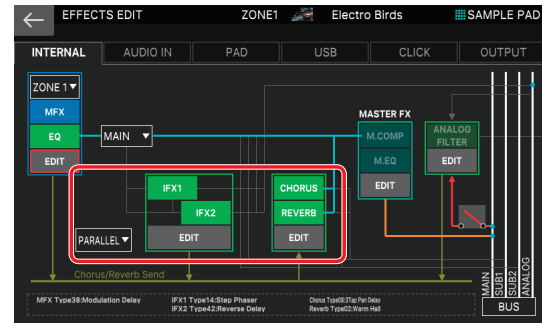 EFFECTS EDIT ZONE1 Electro Birds SAMPLE PAD
INTERNAL AUDIO IN PAD USB CLICK OUTPUT
ZONE 1▼
MFX
EQ
EDIT
MAIN ▼
MASTER FX
M.COMP
M.EQ
EDIT
ANALOG
FILTER
EDIT
IFX1
IFX2
EDIT
PARALLEL▼
CHORUS
REVERB
EDIT
Chorus/Reverb Send
MAIN
SUB1
SUB2
ANALOG
BUS
MFX Type38:Modulation Delay
IFX1 Type14:Step Phaser
IFX2 Type42:Reverse Delay
Chorus Type08:3Tap Pan Delay
Reverb Type02:Warm Hall